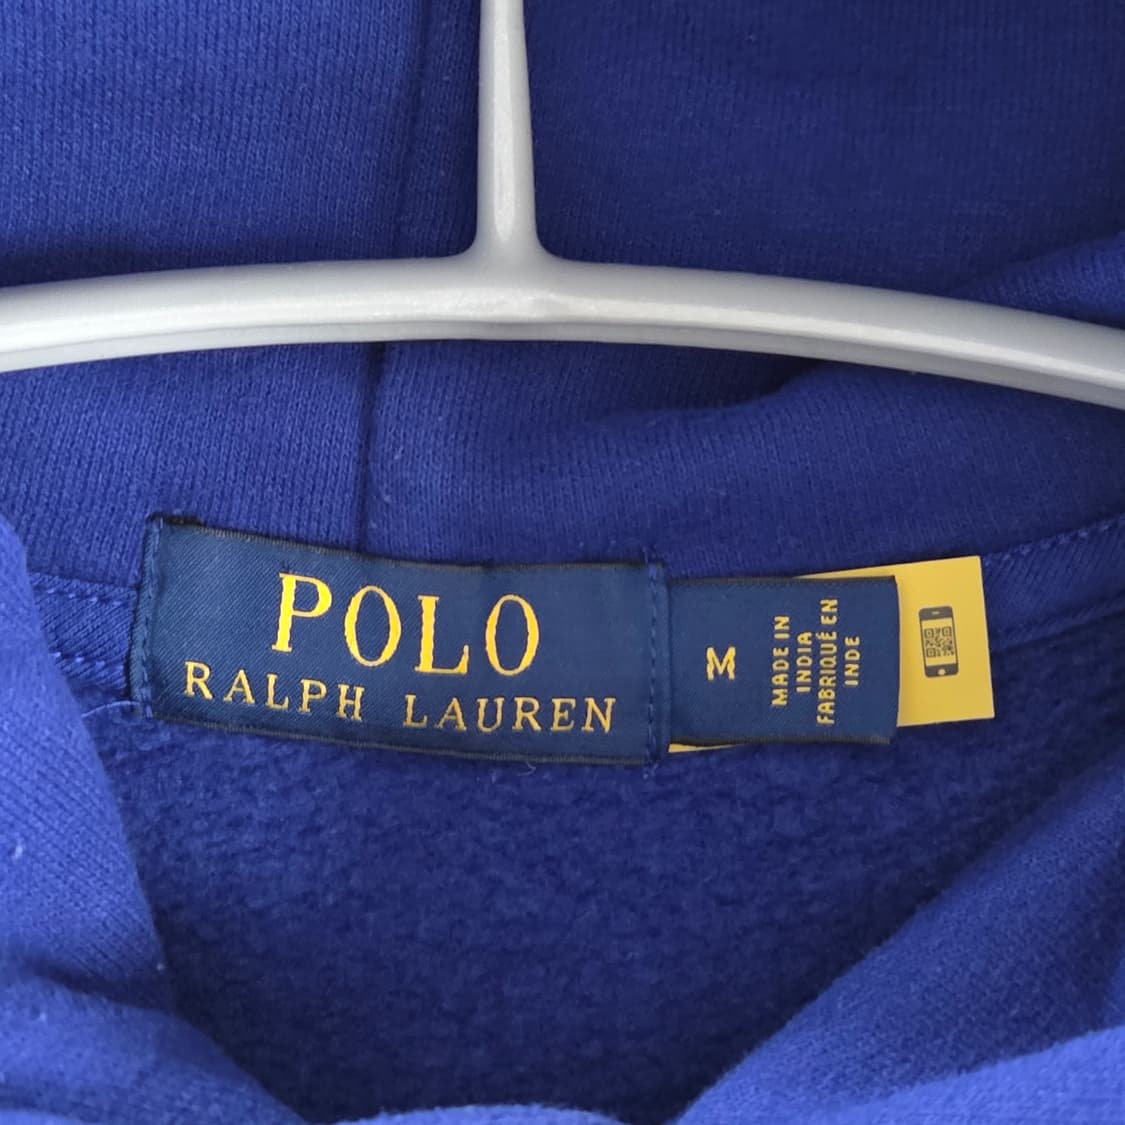 POLO
RALPH LAUREN
M
MADE IN
INDIA
FABRIQUÉ EN
INDE